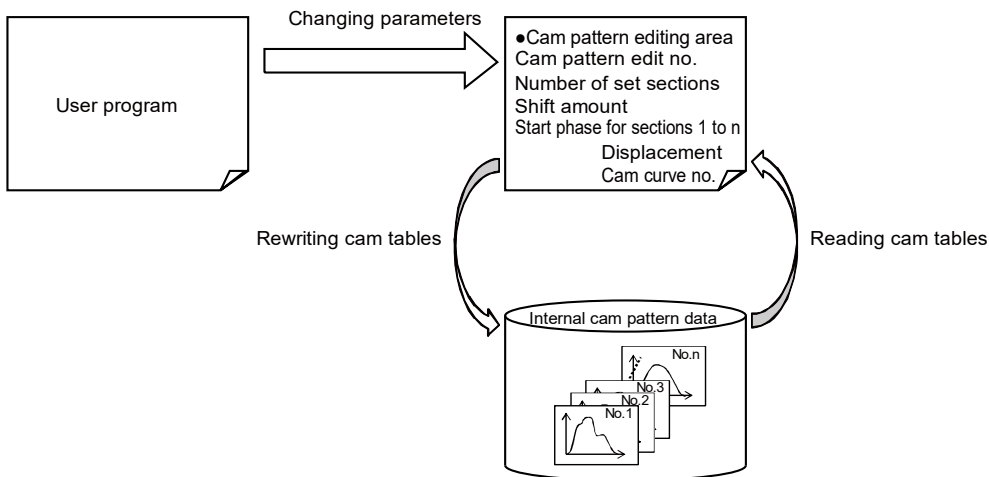 Changing parameters
User program
●Cam pattern editing area
Cam pattern edit no.
Number of set sections
Shift amount
Start phase for sections 1 to n
Displacement
Cam curve no.
Rewriting cam tables
Reading cam tables
Internal cam pattern data
No.n
No.3
No.2
No.1